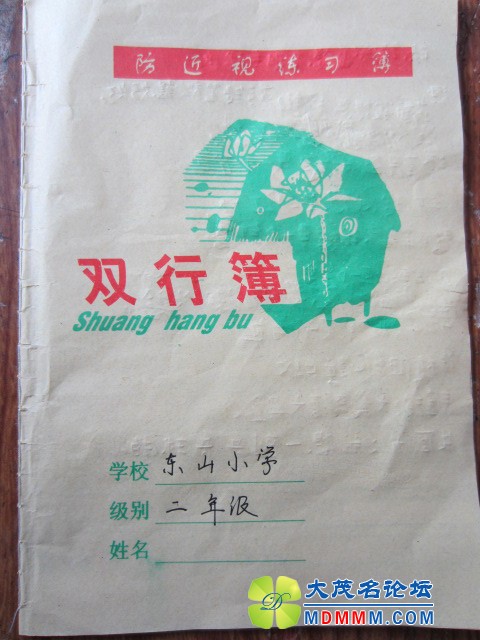 防近视练习簿
双行簿
Shuang hang bu
学校 东山小学
级别 二年级
姓名
大茂名论坛
MDMMM.COM